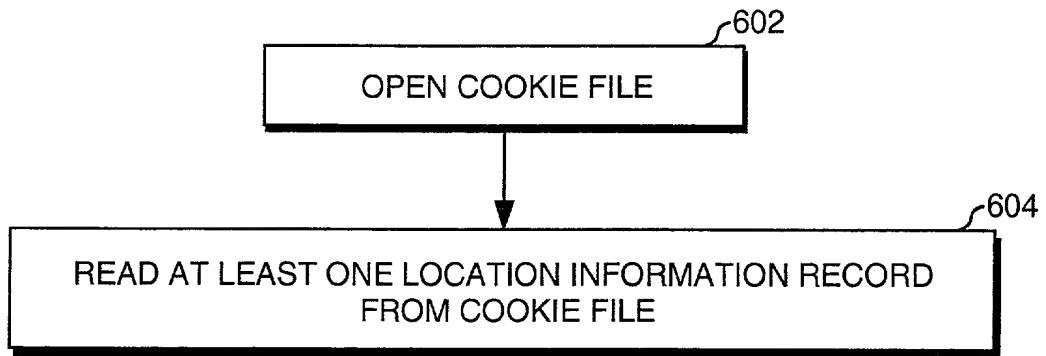 602
OPEN COOKIE FILE
604
READ AT LEAST ONE LOCATION INFORMATION RECORD
FROM COOKIE FILE